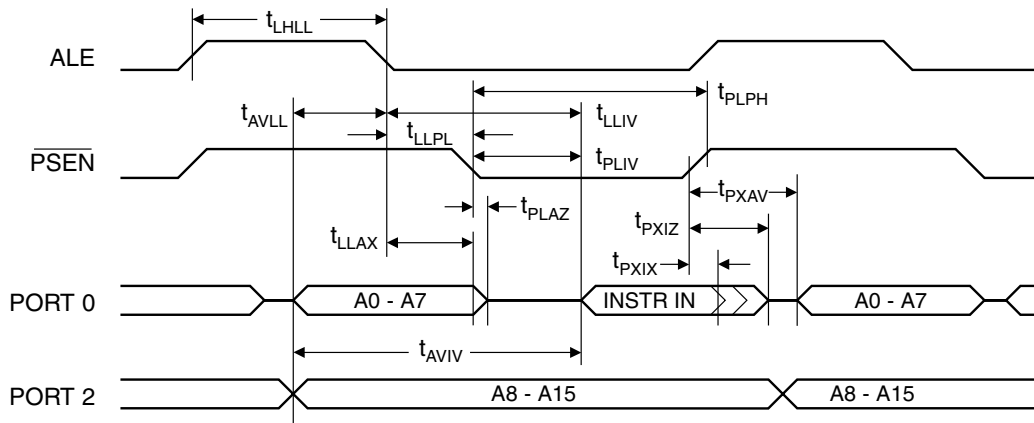 tLHLL
ALE
tPLPH
tAVLL
tLLIV
tLLPL
PSEN
tPLIV
tPXAV
tPLAZ
tPXIZ
tLLAX
tPXIX
PORT 0
A0 - A7
INSTR IN
A0 - A7
tAVIV
PORT 2
A8 - A15
A8 - A15